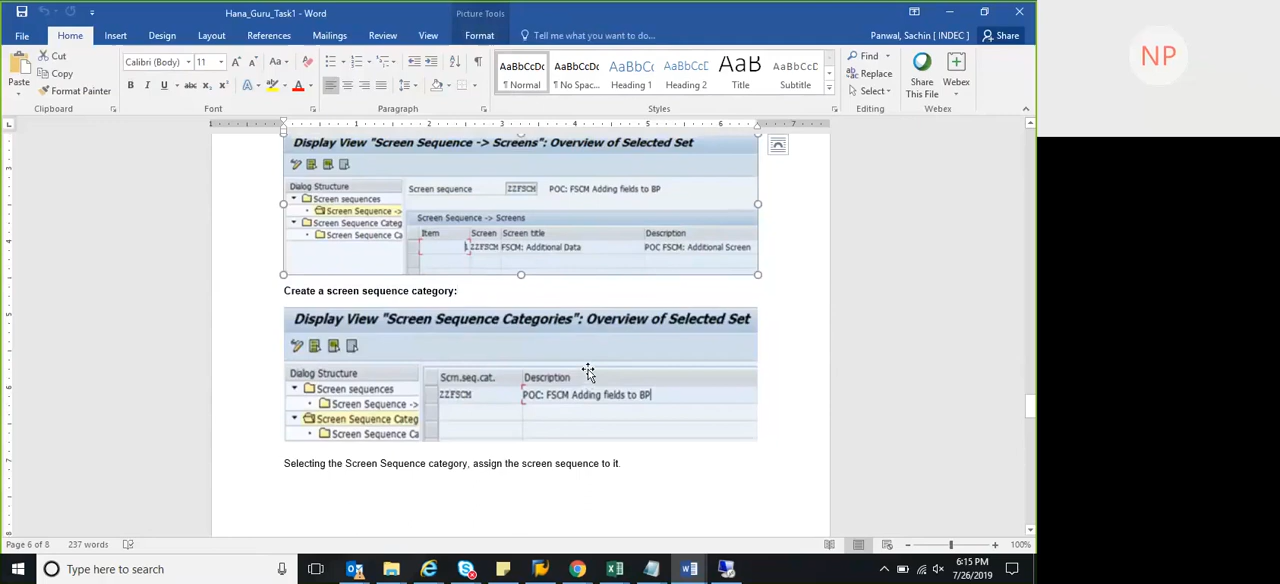 Hana_Guru_Task1 - Word
Picture Tools
File Home Insert Design Layout References Mailings Review View Format Tell me what you want to do... Panwal, Sachin [ INDEC ] Share
Paste
Cut
Copy
Format Painter
Clipboard
Calibri (Body) 11
Font
Paragraph
AaBbCcDc AaBbCcDc AaBbCc AaBbCcD AaB AaBbCcD
¶ Normal ¶ No Spac... Heading 1 Heading 2 Title Subtitle
Styles
Find
Replace
Select
Editing
Share This File
Webex
Webex
NP
Display View "Screen Sequence -> Screens": Overview of Selected Set
Dialog Structure
Screen sequences
Screen Sequence ->
Screen Sequence Categ
Screen Sequence Ca
Screen sequence ZZFSCM POC: FSCM Adding fields to BP
Screen Sequence -> Screens
Item Screen Screen title Description
1 ZZFSCM FSCM: Additional Data POC FSCM: Additional Screen
Create a screen sequence category:
Display View "Screen Sequence Categories": Overview of Selected Set
Dialog Structure
Screen sequences
Screen Sequence ->
Screen Sequence Categ
Screen Sequence Ca
Scrn.seq.cat. Description
ZZFSCM POC: FSCM Adding fields to BP
Selecting the Screen Sequence category, assign the screen sequence to it.
Page 6 of 8 237 words 100%
Type here to search
6:15 PM
7/26/2019